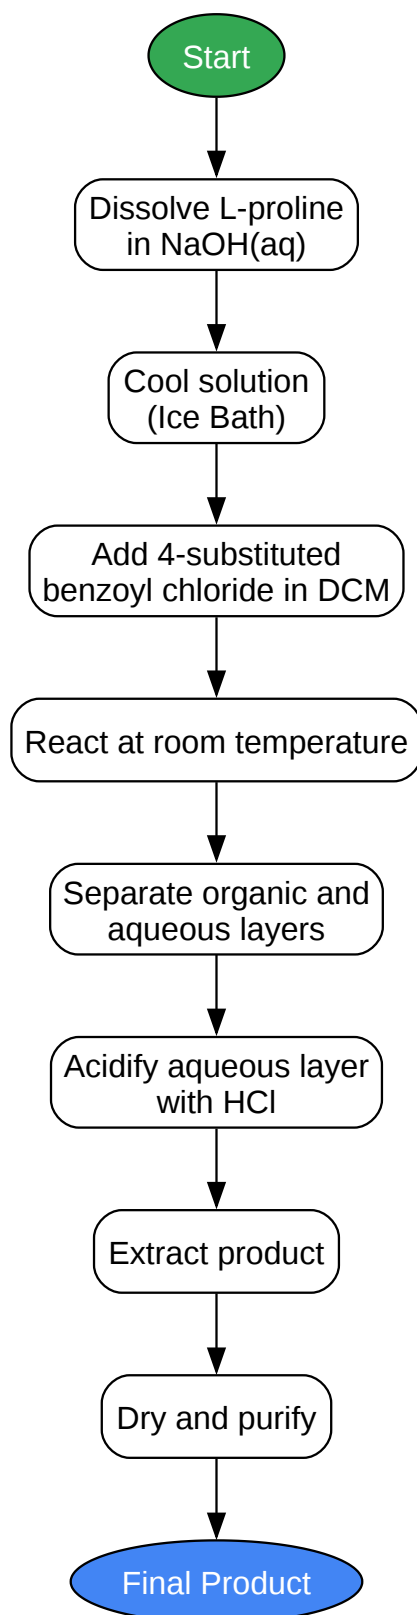 Start
Dissolve L-proline
in NaOH(aq)
Cool solution
(Ice Bath)
Add 4-substituted
benzoyl chloride in DCM
React at room temperature
Separate organic and
aqueous layers
Acidify aqueous layer
with HCl
Extract product
Dry and purify
Final Product